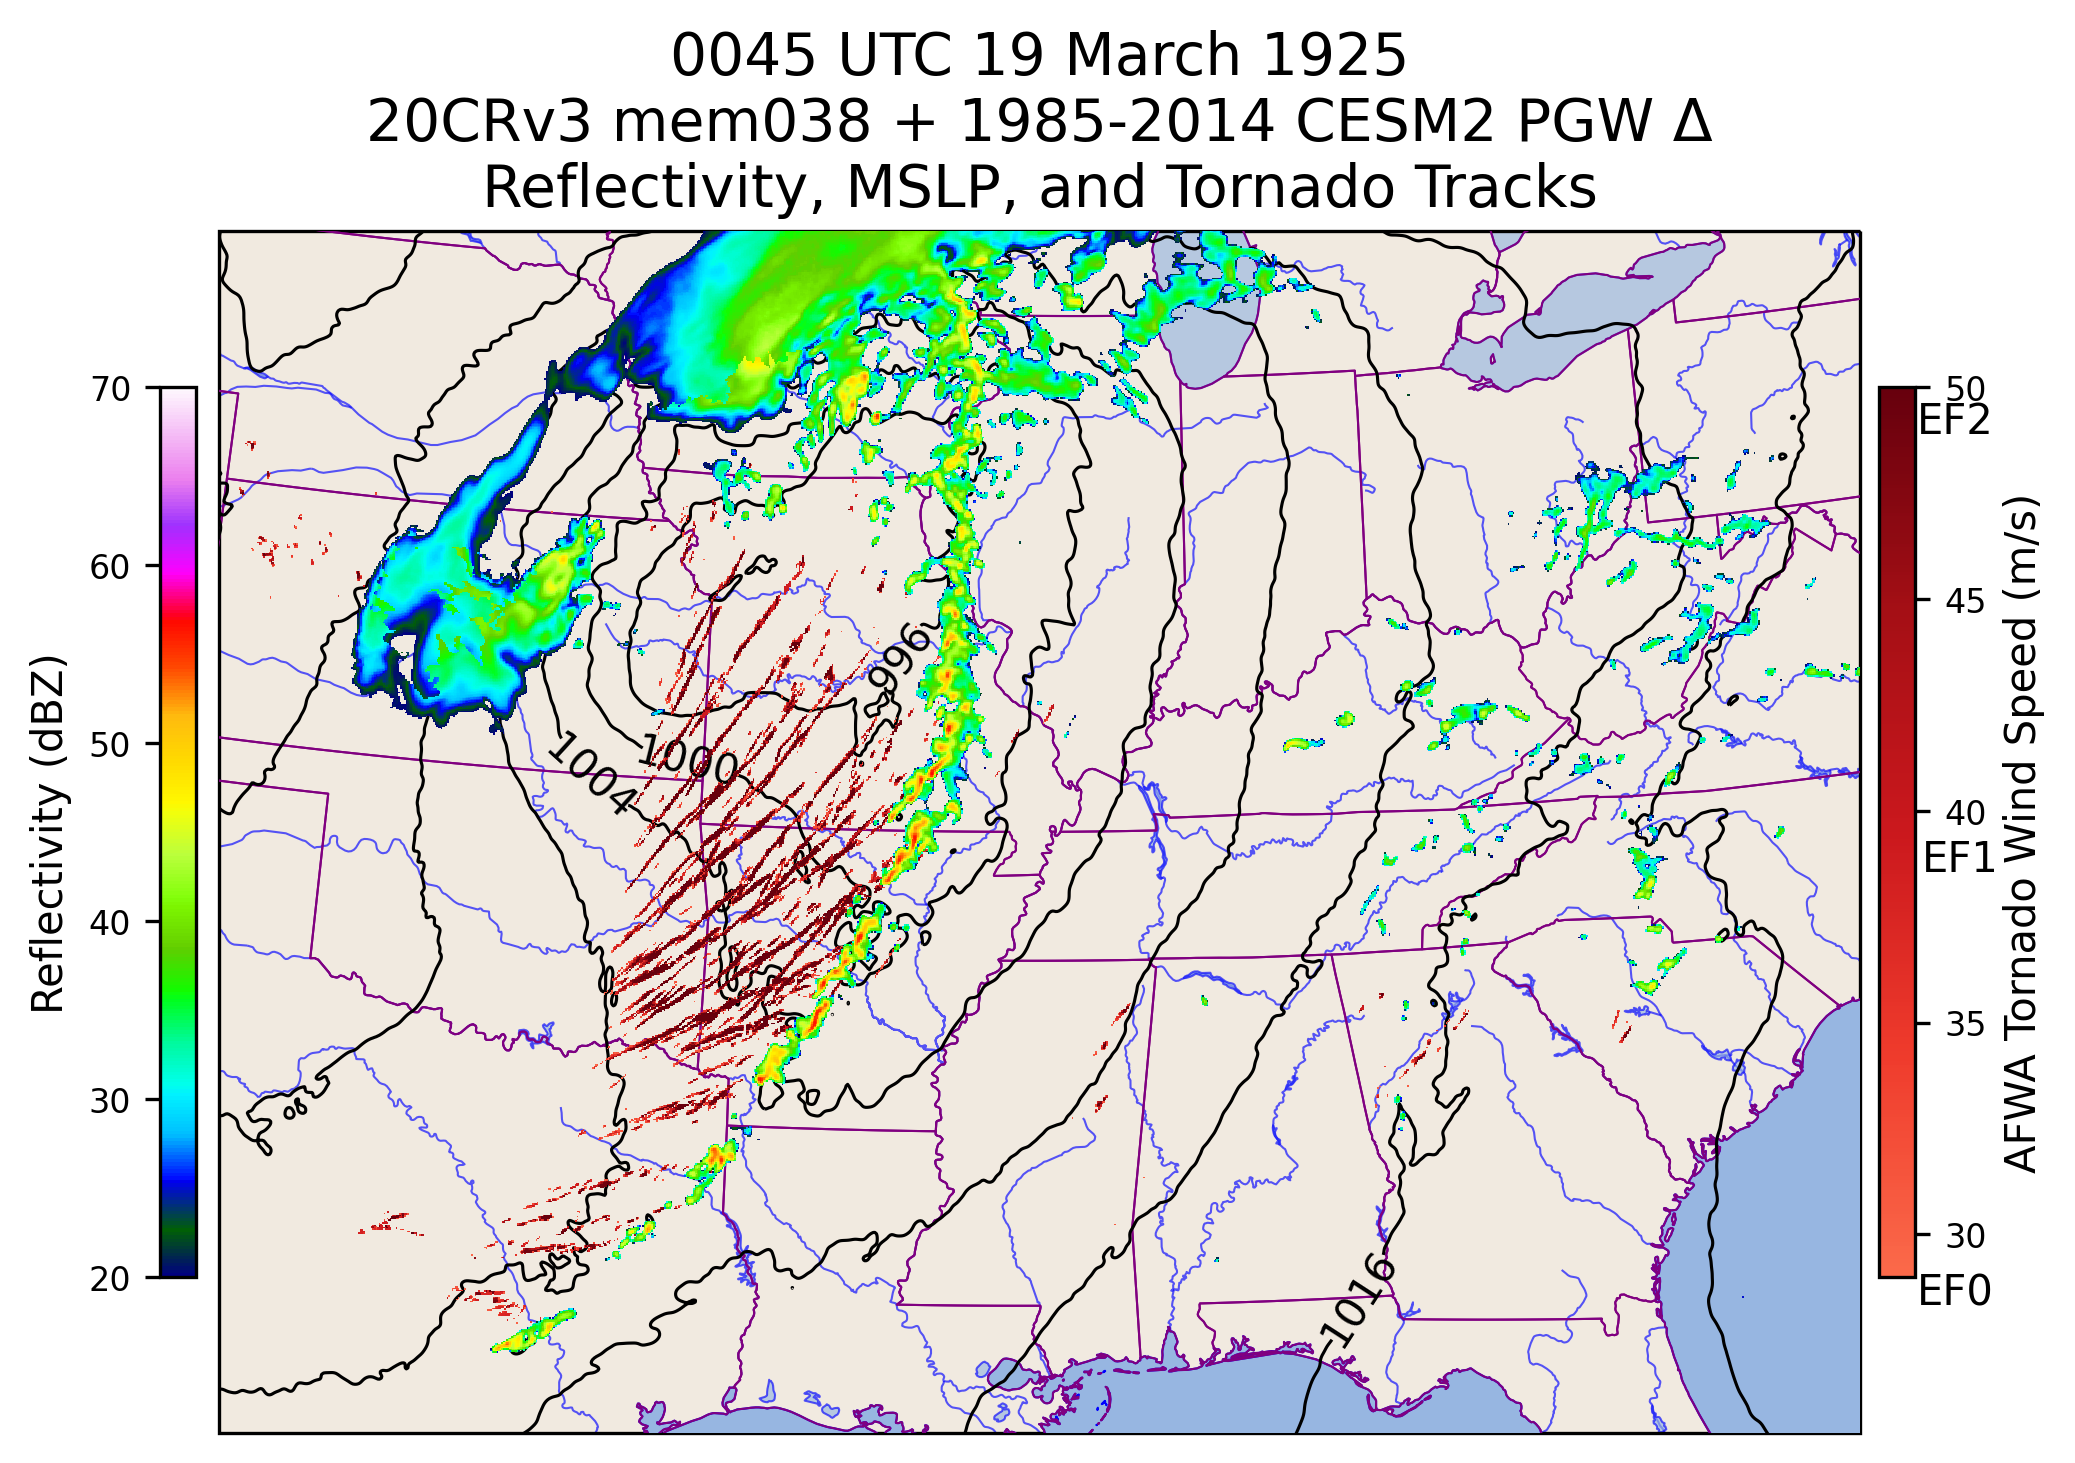 0045 UTC 19 March 1925
20CRv3 mem038 + 1985-2014 CESM2 PGW Δ
Reflectivity, MSLP, and Tornado Tracks
70
60
50
40
30
20
Reflectivity (dBZ)
996
1000
1004
1016
50
EF2
45
40
EF1
35
30
EF0
AFWA Tornado Wind Speed (m/s)